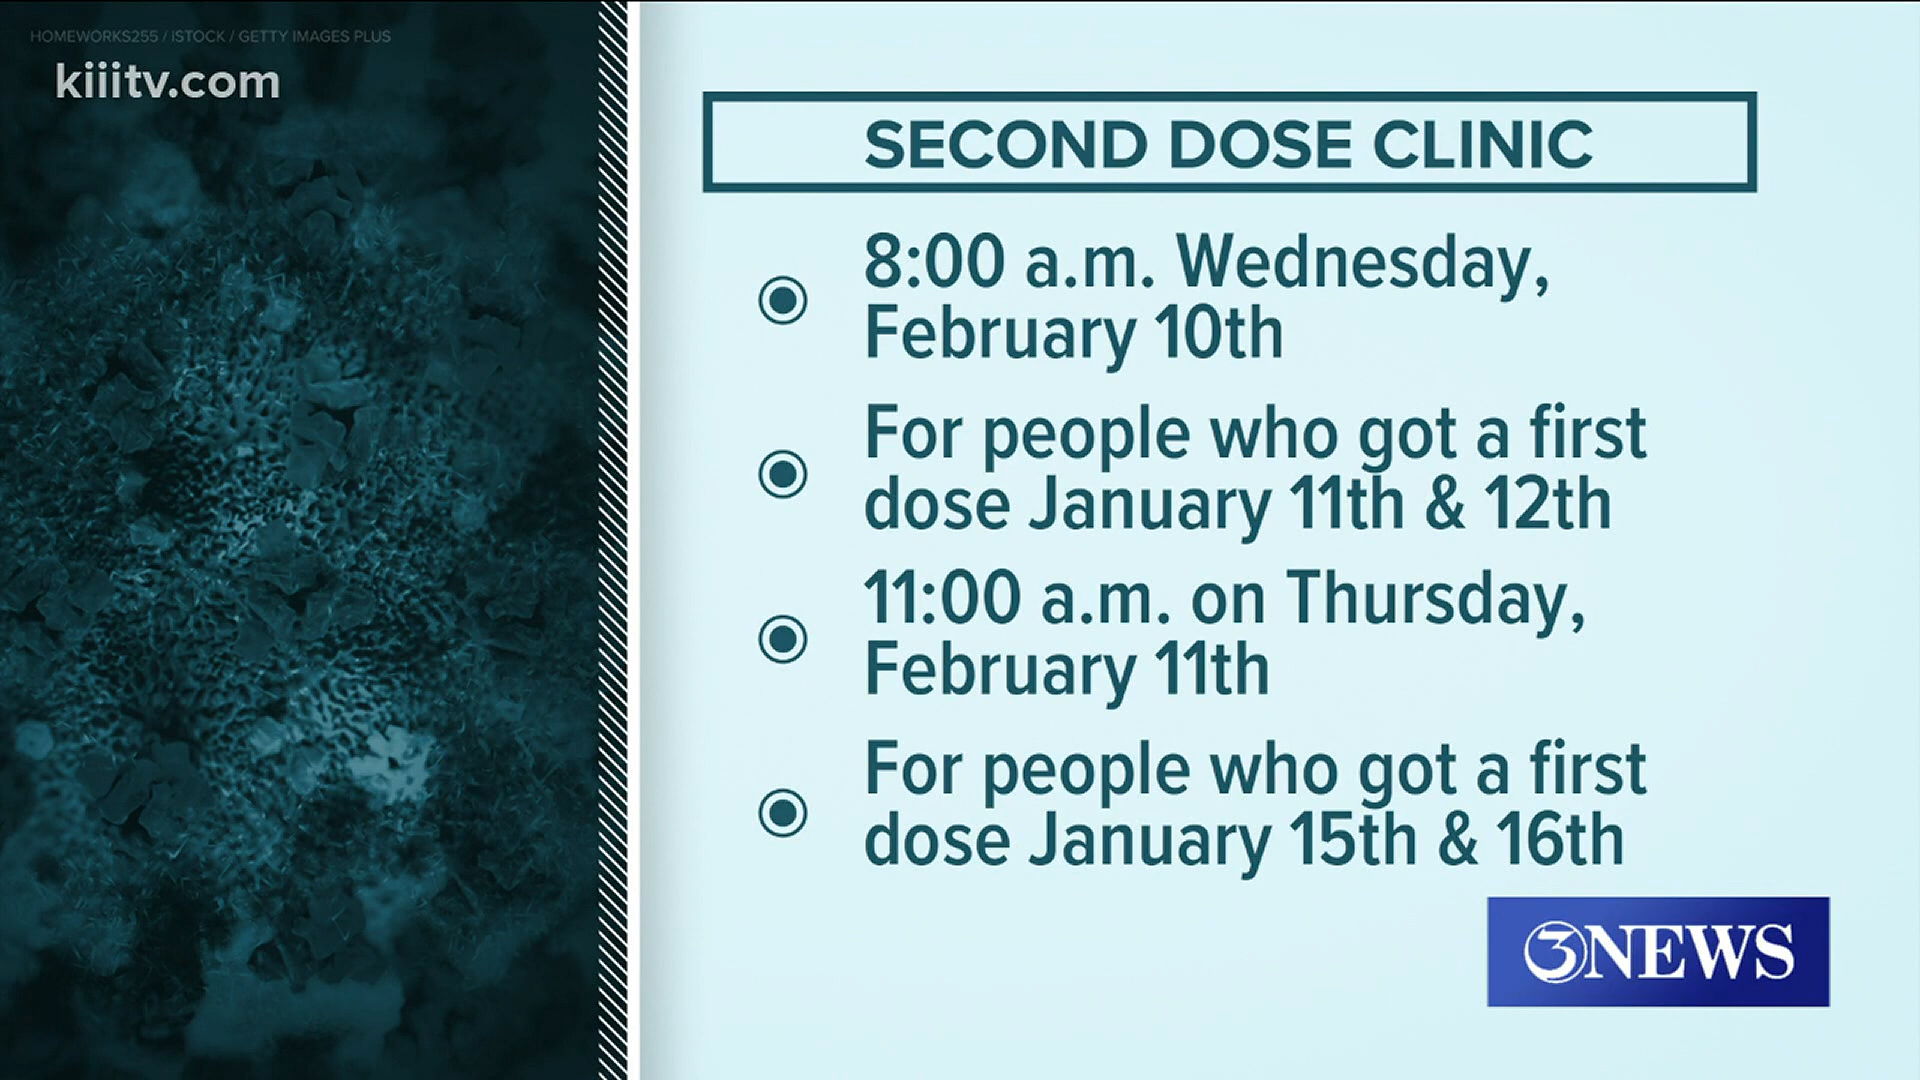 HOMEWORKS255 / iSTOCK / GETTY IMAGES PLUS
kiiitv.com
SECOND DOSE CLINIC
8:00 a.m. Wednesday,
February 10th
For people who got a first
dose January 11th & 12th
11:00 a.m. on Thursday,
February 11th
For people who got a first
dose January 15th & 16th
3NEWS